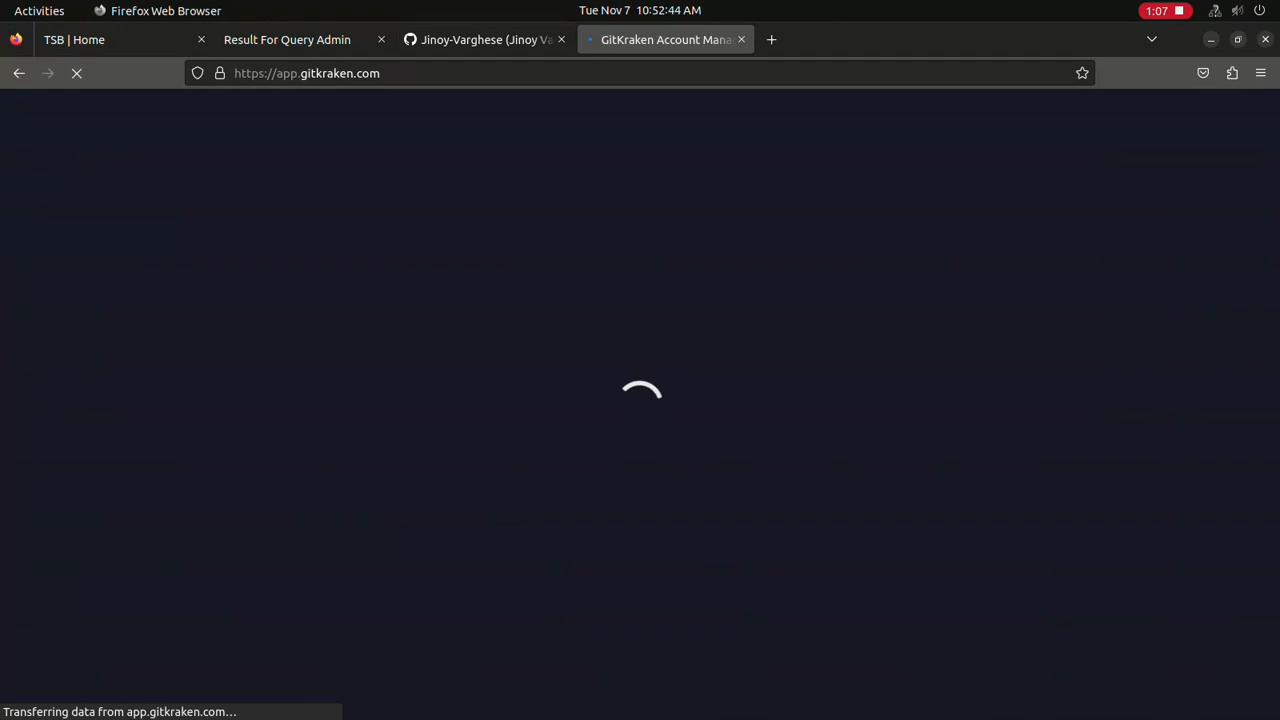 Activities
Firefox Web Browser
Tue Nov 7 10:52:44 AM
1:07
TSB | Home
Result For Query Admin
Jinoy-Varghese (Jinoy Va
GitKraken Account Mana
https://app.gitkraken.com
Transferring data from app.gitkraken.com…